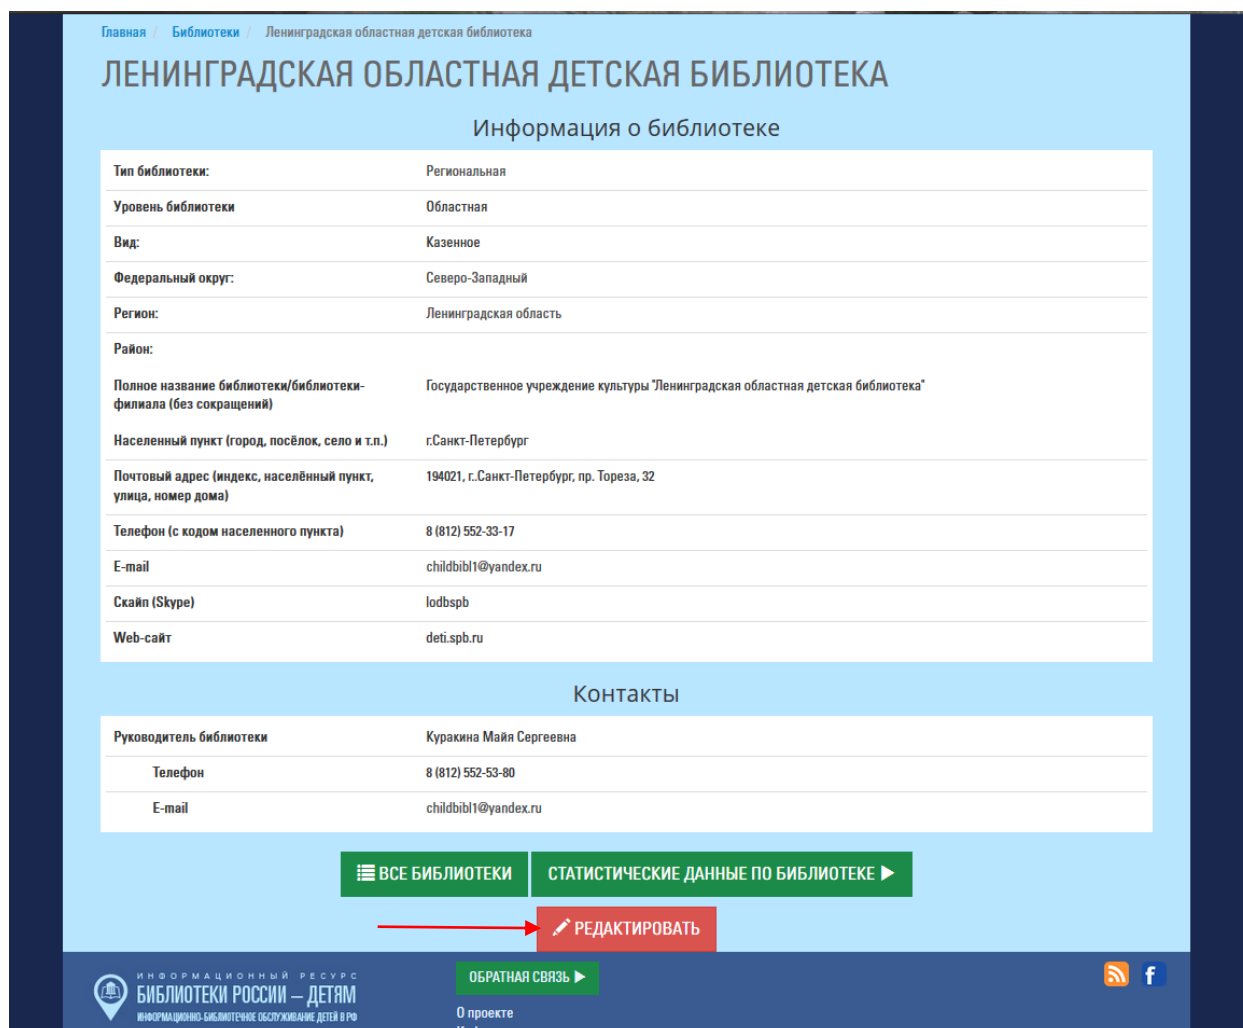 Главная / Библиотеки / Ленинградская областная детская библиотека
ЛЕНИНГРАДСКАЯ ОБЛАСТНАЯ ДЕТСКАЯ БИБЛИОТЕКА
Информация о библиотеке
Тип библиотеки: Региональная
Уровень библиотеки Областная
Вид: Казенное
Федеральный округ: Северо-Западный
Регион: Ленинградская область
Район:
Полное название библиотеки/библиотеки- Государственное учреждение культуры "Ленинградская областная детская библиотека"
филиала (без сокращений)
Населенный пункт (город, посёлок, село и т.п.) г.Санкт-Петербург
Почтовый адрес (индекс, населённый пункт, 194021, г..Санкт-Петербург, пр. Тореза, 32
улица, номер дома)
Телефон (с кодом населенного пункта) 8 (812) 552-33-17
E-mail childbibl1@yandex.ru
Скайп (Skype) lodbspb
Web-сайт deti.spb.ru
Контакты
Руководитель библиотеки Куракина Майя Сергеевна
Телефон 8 (812) 552-53-80
E-mail childbibl1@yandex.ru
ВСЕ БИБЛИОТЕКИ СТАТИСТИЧЕСКИЕ ДАННЫЕ ПО БИБЛИОТЕКЕ
РЕДАКТИРОВАТЬ
ИНФОРМАЦИОННЫЙ РЕСУРС
БИБЛИОТЕКИ РОССИИ — ДЕТЯМ
ИНФОРМАЦИОННО-БИБЛИОТЕЧНОЕ ОБСЛУЖИВАНИЕ ДЕТЕЙ В РФ
ОБРАТНАЯ СВЯЗЬ
О проекте